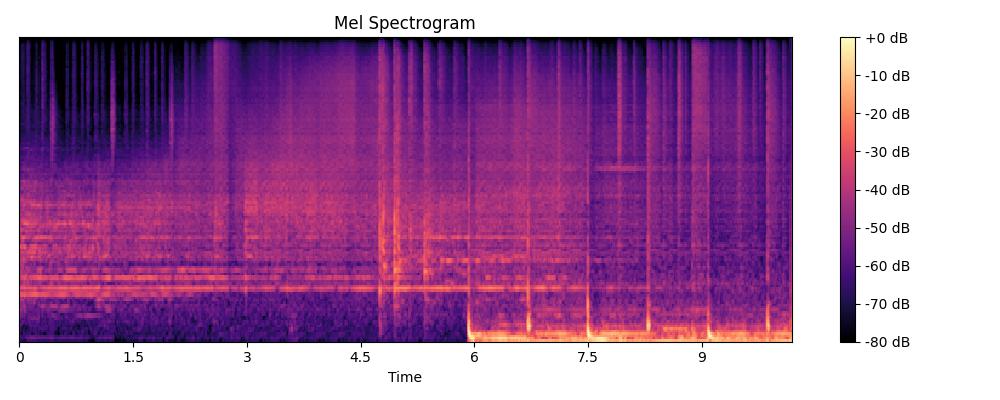 Mel Spectrogram
+0 dB
-10 dB
-20 dB
-30 dB
-40 dB
-50 dB
-60 dB
-70 dB
-80 dB
0 1.5 3 4.5 6 7.5 9
Time